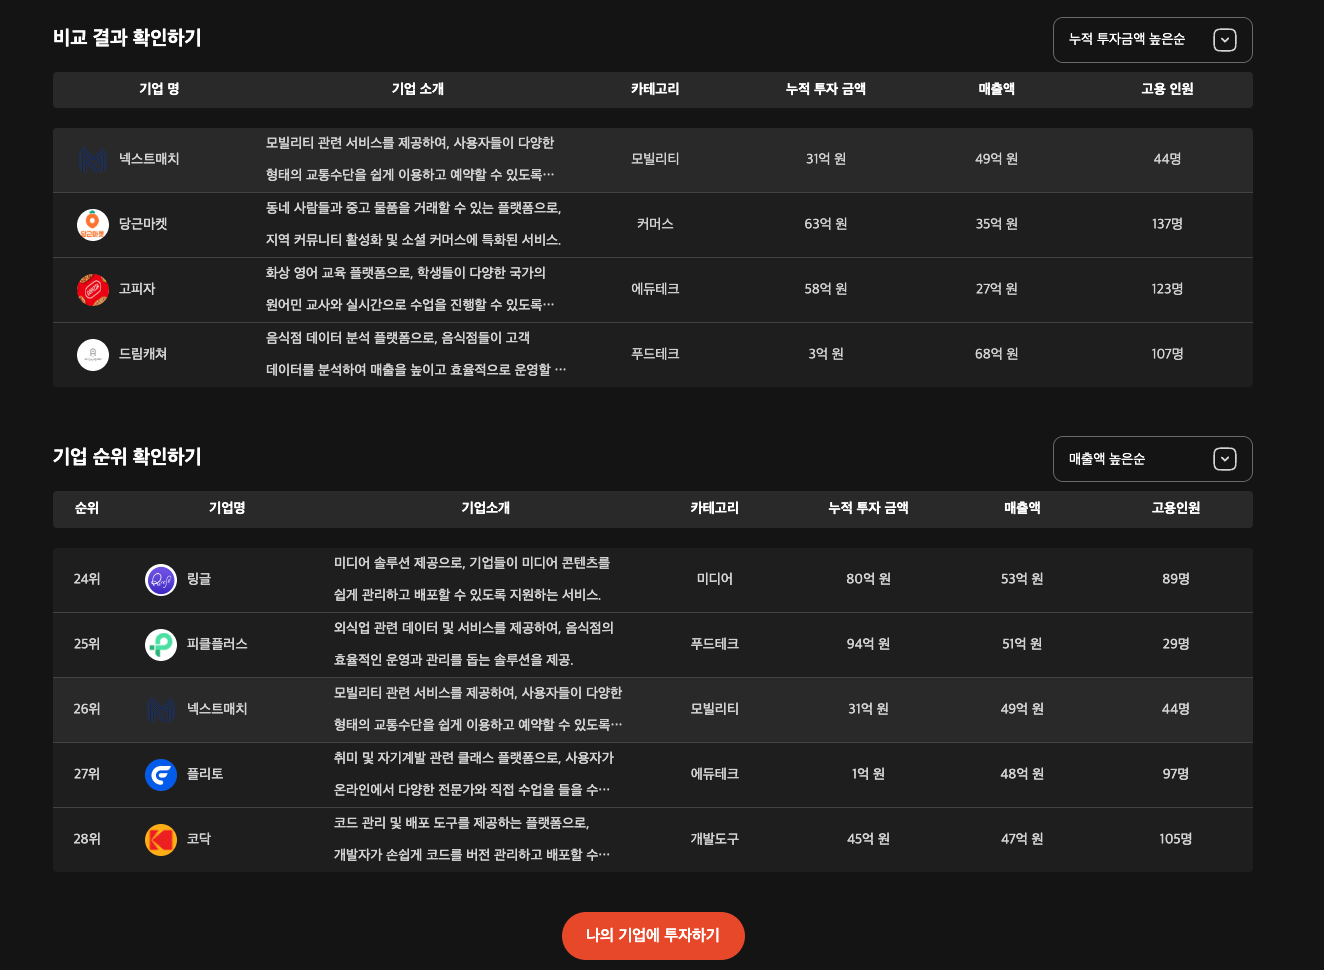 비교 결과 확인하기
누적 투자금액 높은순
기업 명 기업 소개 카테고리 누적 투자 금액 매출액 고용 인원
모빌리티 관련 서비스를 제공하여, 사용자들이 다양한
넥스트매치 모빌리티 31억 원 49억 원 44명
형태의 교통수단을 쉽게 이용하고 예약할 수 있도록…
동네 사람들과 중고 물품을 거래할 수 있는 플랫폼으로,
당근마켓 당근마켓 커머스 63억 원 35억 원 137명
지역 커뮤니티 활성화 및 소셜 커머스에 특화된 서비스.
화상 영어 교육 플랫폼으로, 학생들이 다양한 국가의
고피자 에듀테크 58억 원 27억 원 123명
원어민 교사와 실시간으로 수업을 진행할 수 있도록…
음식점 데이터 분석 플랫폼으로, 음식점들이 고객
드림캐쳐 푸드테크 3억 원 68억 원 107명
데이터를 분석하여 매출을 높이고 효율적으로 운영할 …
기업 순위 확인하기
매출액 높은순
순위 기업명 기업소개 카테고리 누적 투자 금액 매출액 고용인원
미디어 솔루션 제공으로, 기업들이 미디어 콘텐츠를
24위 링글 미디어 80억 원 53억 원 89명
쉽게 관리하고 배포할 수 있도록 지원하는 서비스.
외식업 관련 데이터 및 서비스를 제공하여, 음식점의
25위 피클플러스 푸드테크 94억 원 51억 원 29명
효율적인 운영과 관리를 돕는 솔루션을 제공.
모빌리티 관련 서비스를 제공하여, 사용자들이 다양한
26위 넥스트매치 모빌리티 31억 원 49억 원 44명
형태의 교통수단을 쉽게 이용하고 예약할 수 있도록…
취미 및 자기계발 관련 클래스 플랫폼으로, 사용자가
27위 플리토 에듀테크 1억 원 48억 원 97명
온라인에서 다양한 전문가와 직접 수업을 들을 수…
코드 관리 및 배포 도구를 제공하는 플랫폼으로,
28위 코닥 개발도구 45억 원 47억 원 105명
개발자가 손쉽게 코드를 버전 관리하고 배포할 수…
나의 기업에 투자하기